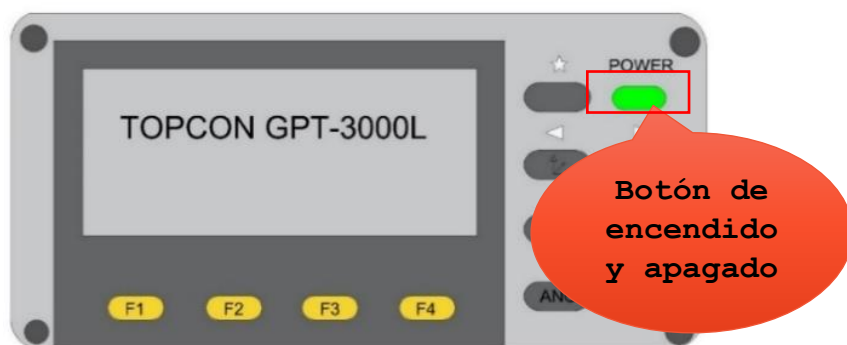 POWER
TOPCON GPT-3000L
Botón de
encendido
y apagado
F1 F2 F3 F4